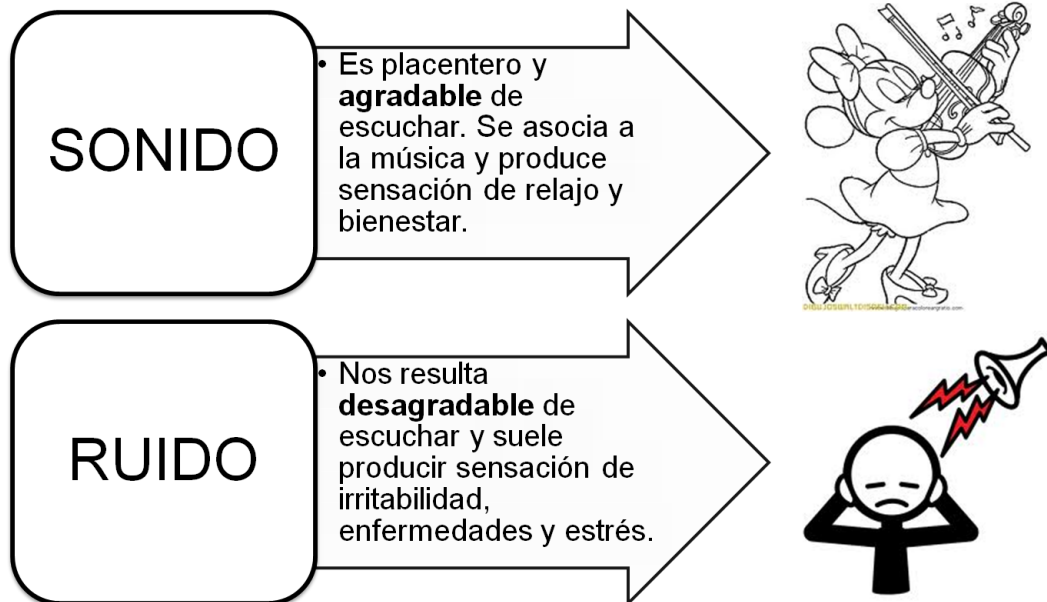 SONIDO
• Es placentero y
agradable de
escuchar. Se asocia a
la música y produce
sensación de relajo y
bienestar.
RUIDO
• Nos resulta
desagradable de
escuchar y suele
producir sensación de
irritabilidad,
enfermedades y estrés.